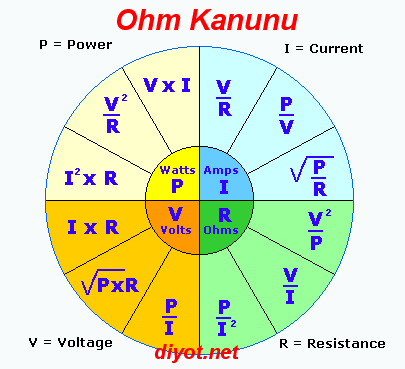 Ohm Kanunu
P = Power
I = Current
V x I
V/R
V²/R
P/V
I² x R
√P/R
Watts
P
Amps
I
V
Volts
R
Ohms
I x R
V²/P
√PxR
V/I
P/I
P/I²
V = Voltage
R = Resistance
diyot.net